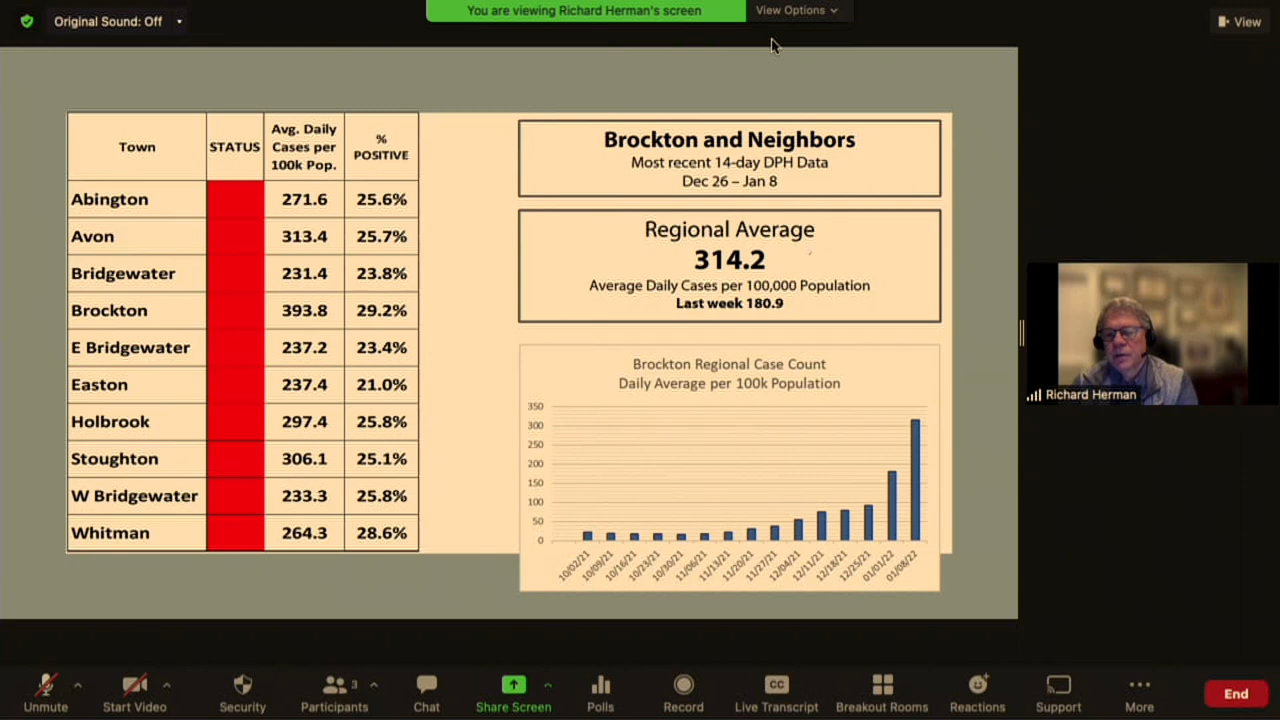 You are viewing Richard Herman's screen
View Options
Original Sound: Off
View
Town
STATUS
Avg. Daily
Cases per
100k Pop.
%
POSITIVE
Abington 271.6 25.6%
Avon 313.4 25.7%
Bridgewater 231.4 23.8%
Brockton 393.8 29.2%
E Bridgewater 237.2 23.4%
Easton 237.4 21.0%
Holbrook 297.4 25.8%
Stoughton 306.1 25.1%
W Bridgewater 233.3 25.8%
Whitman 264.3 28.6%
Brockton and Neighbors
Most recent 14-day DPH Data
Dec 26 – Jan 8
Regional Average
314.2
Average Daily Cases per 100,000 Population
Last week 180.9
Brockton Regional Case Count
Daily Average per 100k Population
350
300
250
200
150
100
50
0
10/02/21 10/09/21 10/16/21 10/23/21 10/30/21 11/06/21 11/13/21 11/20/21 11/27/21 12/04/21 12/11/21 12/18/21 12/25/21 01/01/22 01/08/22
Richard Herman
Unmute
Start Video
Security
3
Participants
Chat
Share Screen
Polls
Record
CC
Live Transcript
Breakout Rooms
Reactions
Support
More
End